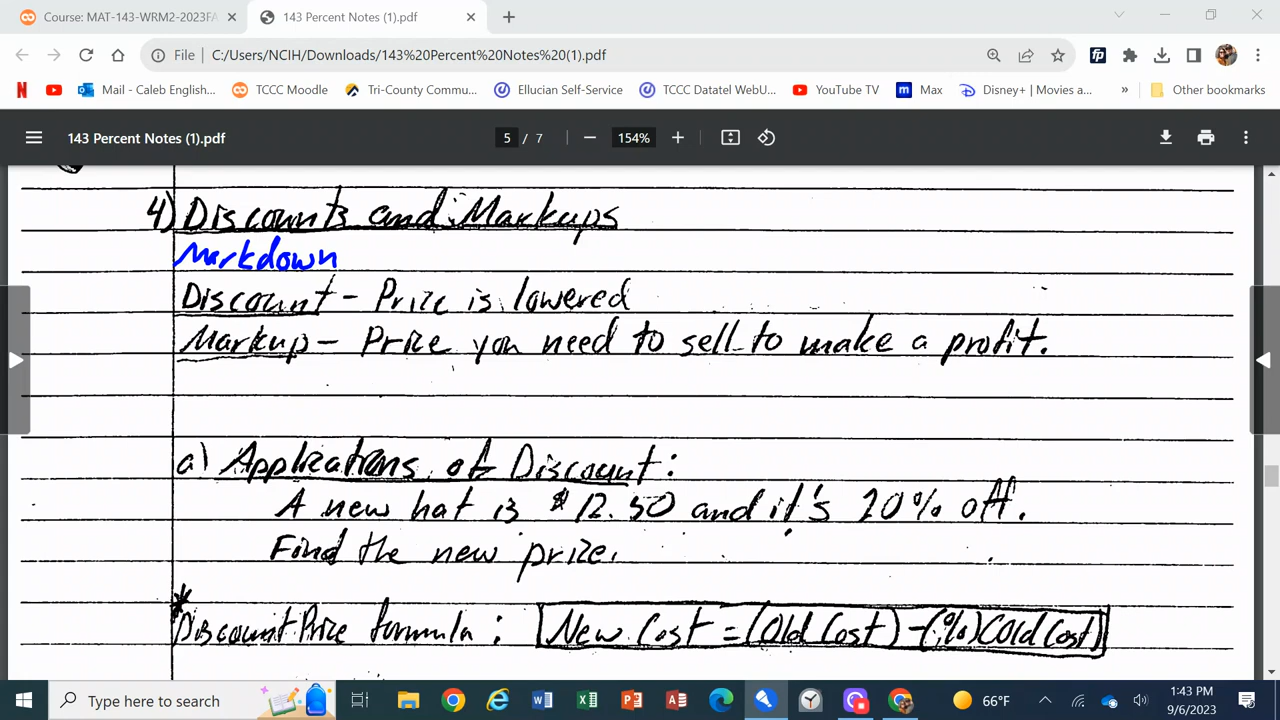 Course: MAT-143-WRM2-2023FA
143 Percent Notes (1).pdf
File C:/Users/NCIH/Downloads/143%20Percent%20Notes%20(1).pdf
Mail - Caleb English... TCCC Moodle Tri-County Commu... Ellucian Self-Service TCCC Datatel WebU... YouTube TV Max Disney+ | Movies a... » Other bookmarks
143 Percent Notes (1).pdf 5 / 7 154%
4) Discounts and Markups
Markdown
Discount - Price is lowered
Markup - Price you need to sell to make a profit.
a) Applications of Discount:
A new hat is $12.50 and it's 20% off.
Find the new price.
* Discount Price formula: New Cost = (Old Cost) - (%)(Old Cost)
Type here to search 66°F 1:43 PM
9/6/2023